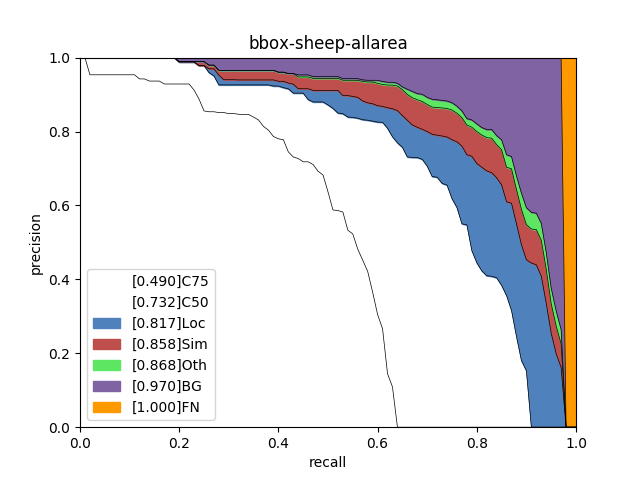 bbox-sheep-allarea
precision
1.0
0.8
0.6
0.4
0.2
0.0
[0.490]C75
[0.732]C50
[0.817]Loc
[0.858]Sim
[0.868]Oth
[0.970]BG
[1.000]FN
0.0 0.2 0.4 0.6 0.8 1.0
recall